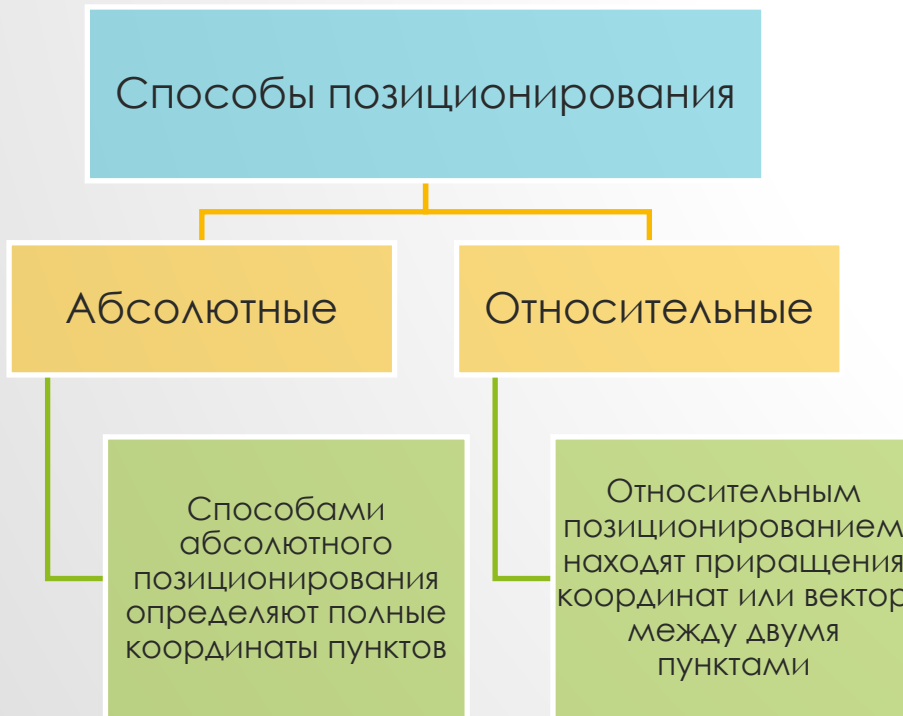 Способы позиционирования
Абсолютные
Относительные
Способами
абсолютного
позиционирования
определяют полные
координаты пунктов
Относительным
позиционированием
находят приращения
координат или вектор
между двумя
пунктами